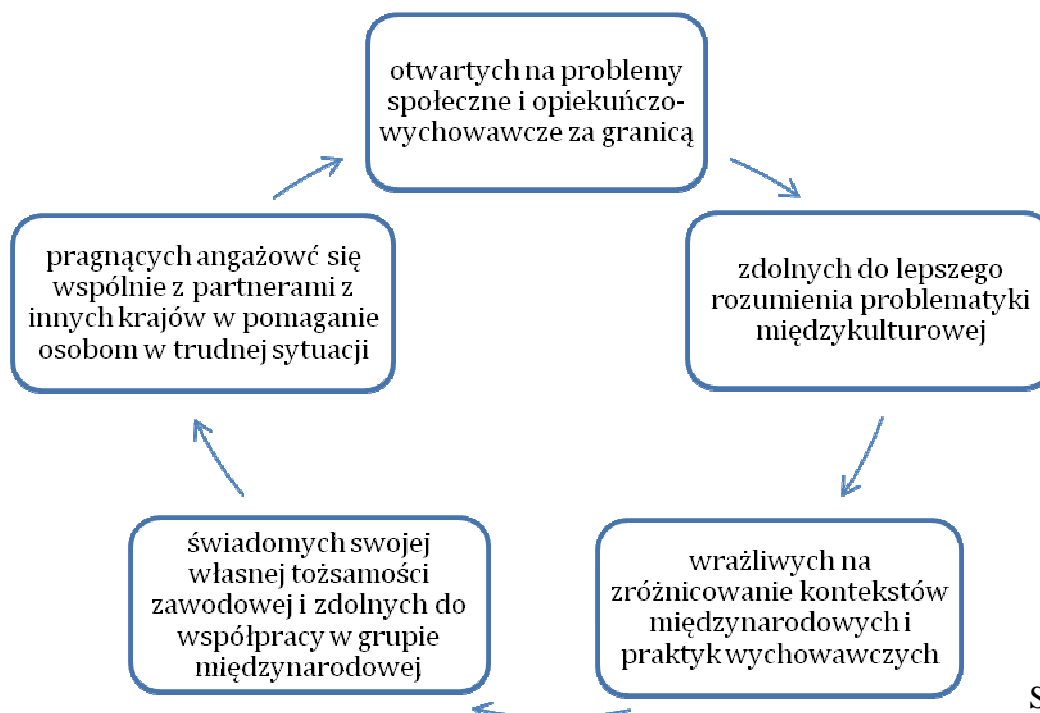 otwartych na problemy
społeczne i opiekuńczo-
wychowawcze za granicą
zdolnych do lepszego
rozumienia problematyki
międzykulturowej
wrażliwych na
zróżnicowanie kontekstów
międzynarodowych i
praktyk wychowawczych
świadomych swojej
własnej tożsamości
zawodowej i zdolnych do
współpracy w grupie
międzynarodowej
pragnących angażowć się
wspólnie z partnerami z
innych krajów w pomaganie
osobom w trudnej sytuacji
S